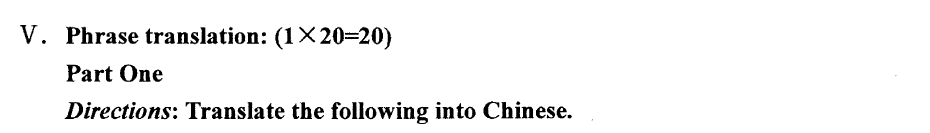 V. Phrase translation: (1×20=20)
Part One
Directions: Translate the following into Chinese.